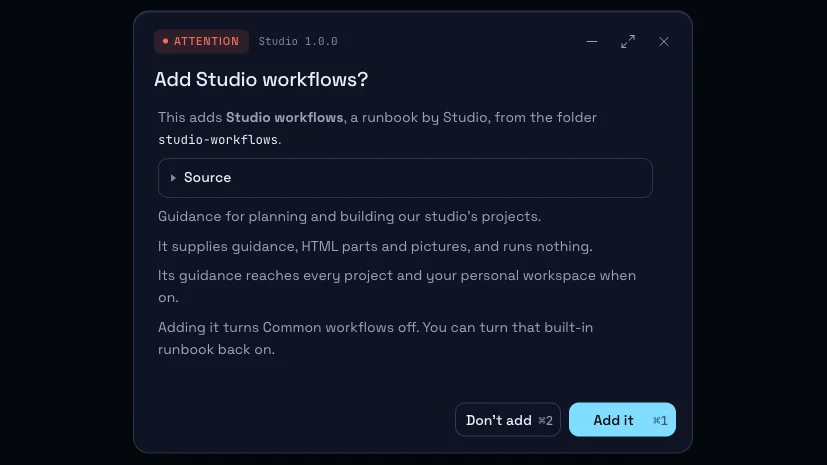 ATTENTION Studio 1.0.0
Add Studio workflows?
This adds Studio workflows, a runbook by Studio, from the folder
studio-workflows.
Source
Guidance for planning and building our studio's projects.
It supplies guidance, HTML parts and pictures, and runs nothing.
Its guidance reaches every project and your personal workspace when
on.
Adding it turns Common workflows off. You can turn that built-in
runbook back on.
Don't add ⌘2 Add it ⌘1